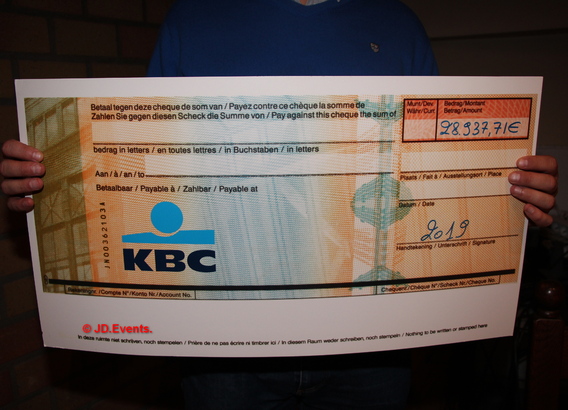 Betaal tegen deze cheque de som van / Payez contre ce chèque la somme de
Zahlen Sie gegen diesen Scheck die Summe von / Pay against this cheque the sum of
Munt/Dev Bedrag/Montant
Währ/Curr Betrag/Amount
28.937,71€
bedrag in letters / en toutes lettres / in Buchstaben / in letters
Aan / à / an / to
Plaats / Fait à / Ausstellungsort / Place
Betaalbaar / Payable à / Zahlbar / Payable at
Datum / Date
2019
JN00362103A
Handtekening / Unterschrift / Signature
KBC
/Compte N°/Konto Nr./Account No.
Chequenr/Chèque N°/Scheck Nr./Cheque No.
© JD.Events.
In deze ruimte niet schrijven, noch stempelen / Prière de ne pas écrire ni timbrer ici / In diesem Raum weder schreiben, noch stempeln / Nothing to be written or stamped here